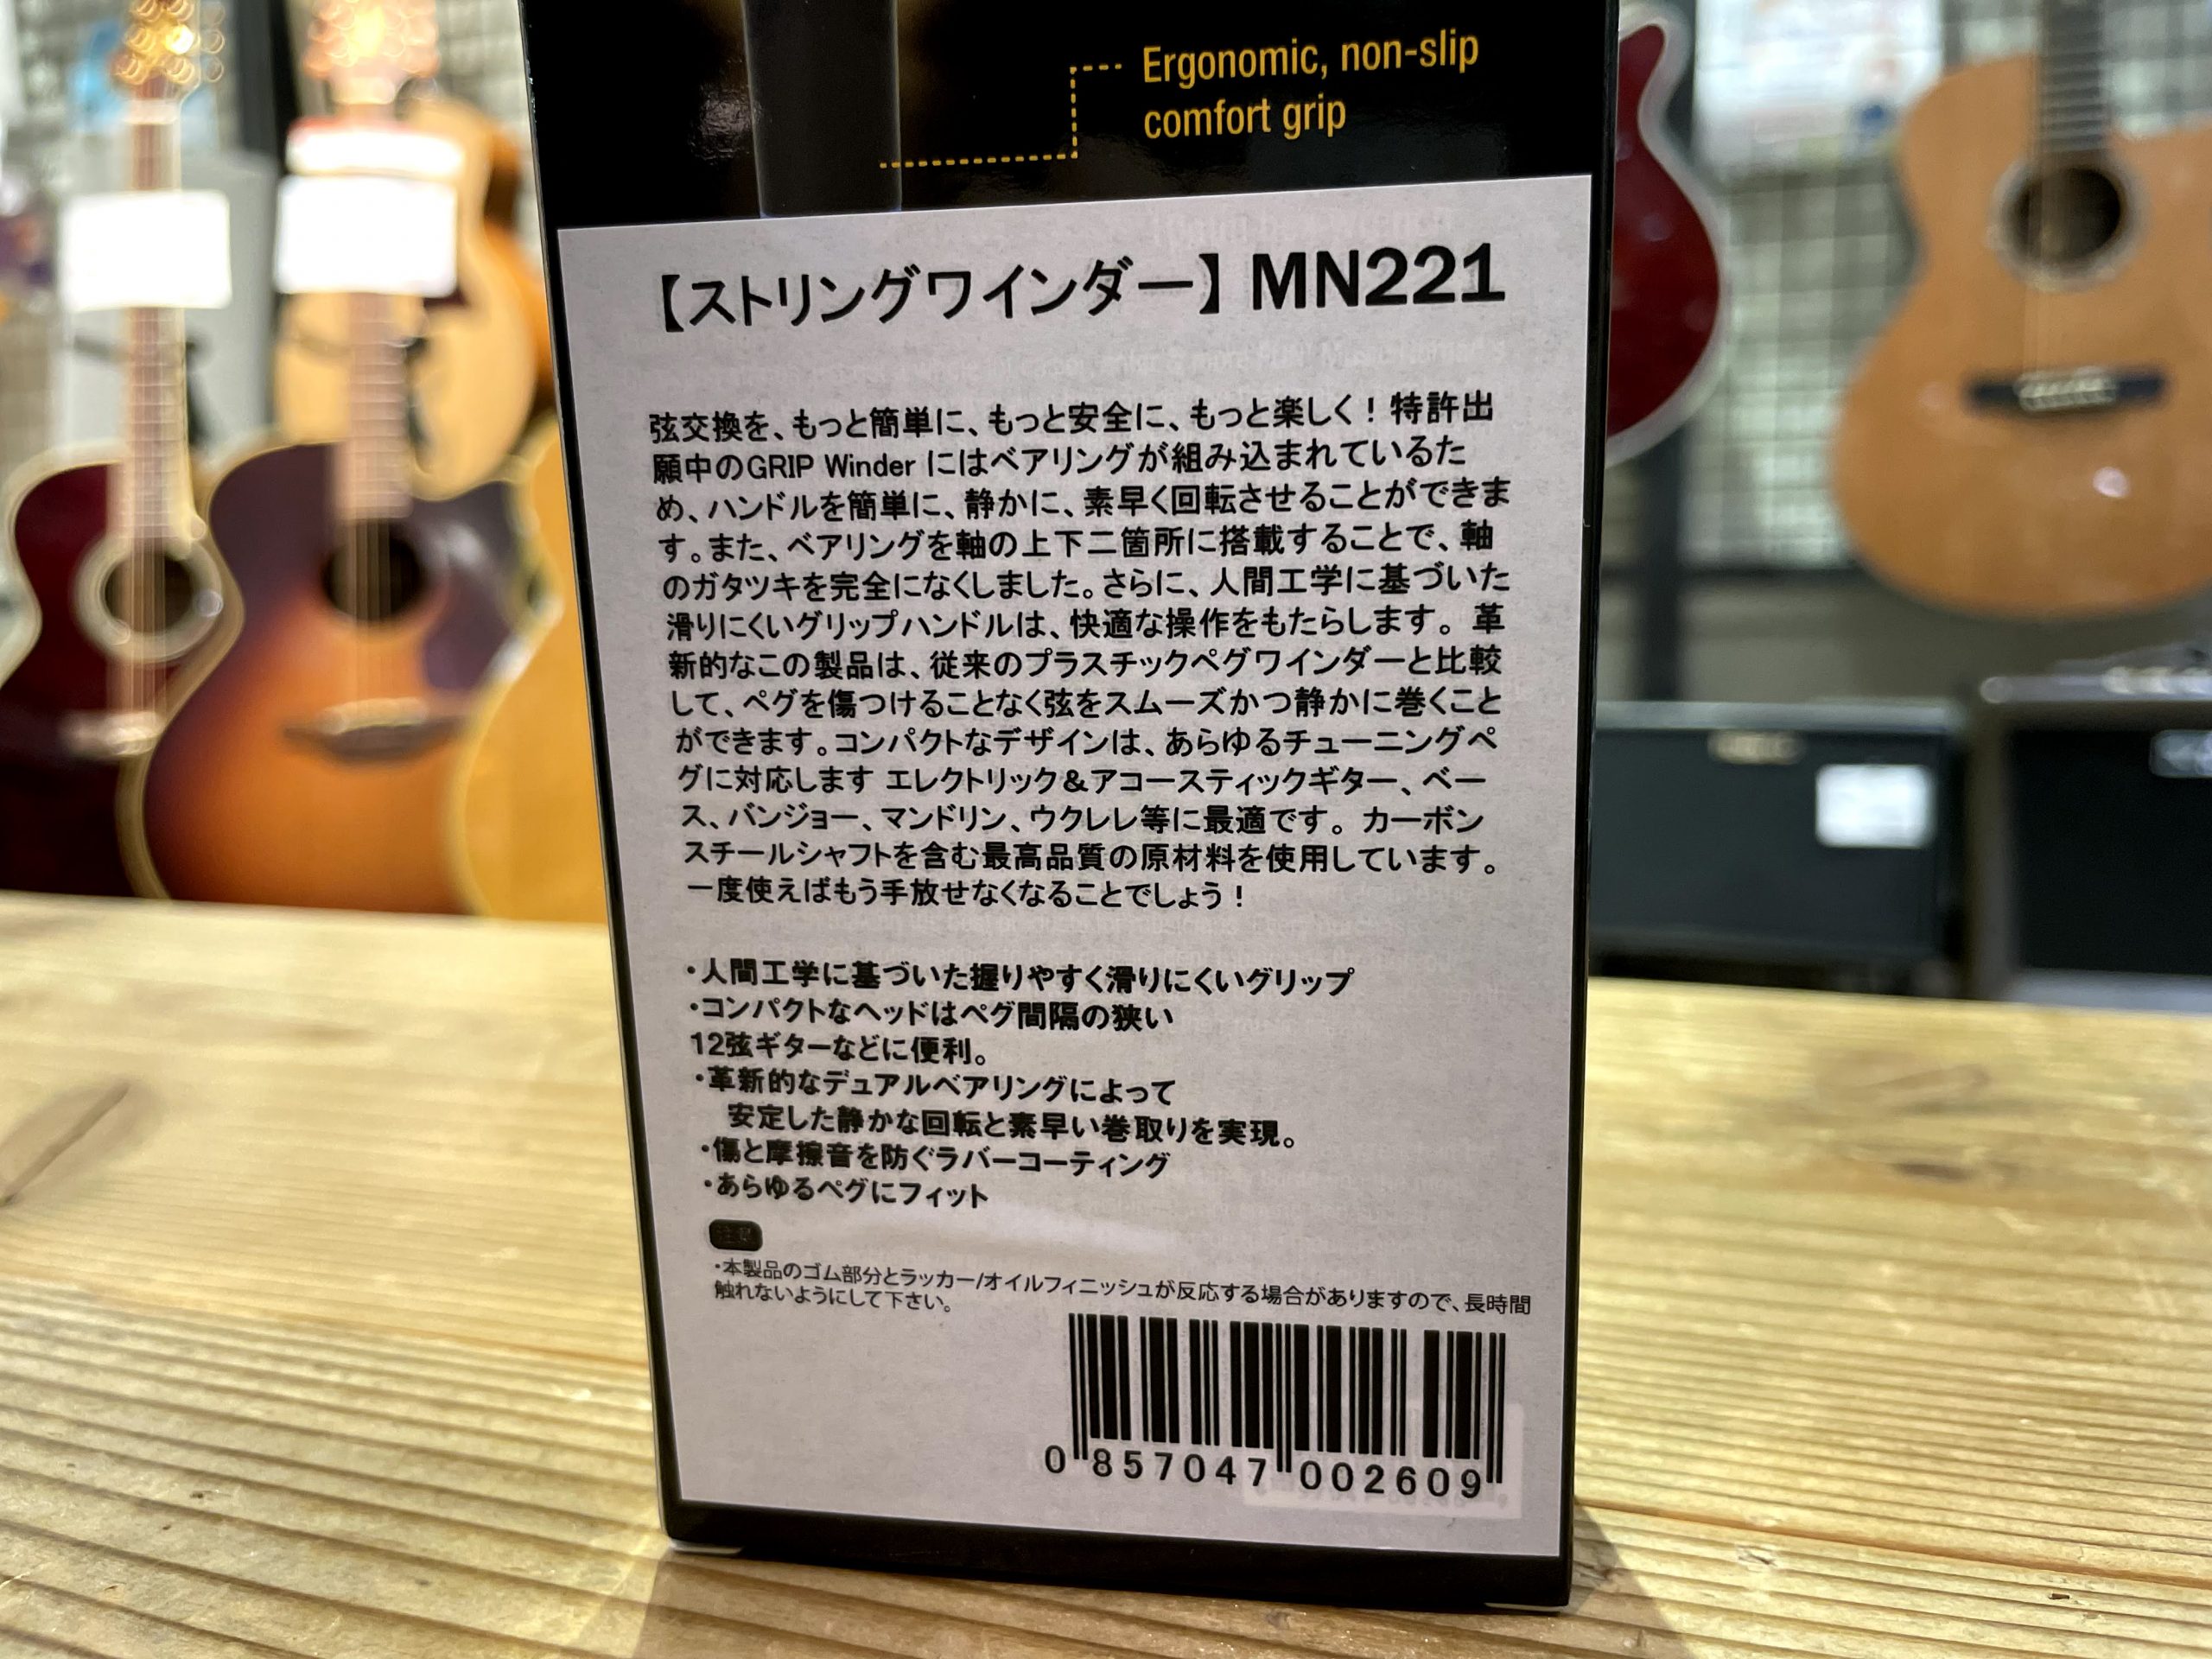 Ergonomic, non-slip
comfort grip
【ストリングワインダー】 MN221
弦交換を、もっと簡単に、もっと安全に、もっと楽しく！特許出
願中のGRIP Winder にはベアリングが組み込まれているた
め、ハンドルを簡単に、静かに、素早く回転させることができま
す。また、ベアリングを軸の上下二箇所に搭載することで、軸
のガタツキを完全になくしました。さらに、人間工学に基づいた
滑りにくいグリップハンドルは、快適な操作をもたらします。革
新的なこの製品は、従来のプラスチックペグワインダーと比較
して、ペグを傷つけることなく弦をスムーズかつ静かに巻くこと
ができます。コンパクトなデザインは、あらゆるチューニングペ
グに対応します エレクトリック＆アコースティックギター、ベー
ス、バンジョー、マンドリン、ウクレレ等に最適です。カーボン
スチールシャフトを含む最高品質の原材料を使用しています。
一度使えばもう手放せなくなることでしょう！
・人間工学に基づいた握りやすく滑りにくいグリップ
・コンパクトなヘッドはペグ間隔の狭い
12弦ギターなどに便利。
・革新的なデュアルベアリングによって
安定した静かな回転と素早い巻取りを実現。
・傷と摩擦音を防ぐラバーコーティング
・あらゆるペグにフィット
注意
・本製品のゴム部分とラッカー/オイルフィニッシュが反応する場合がありますので、長時間
触れないようにして下さい。
0 857047 002609